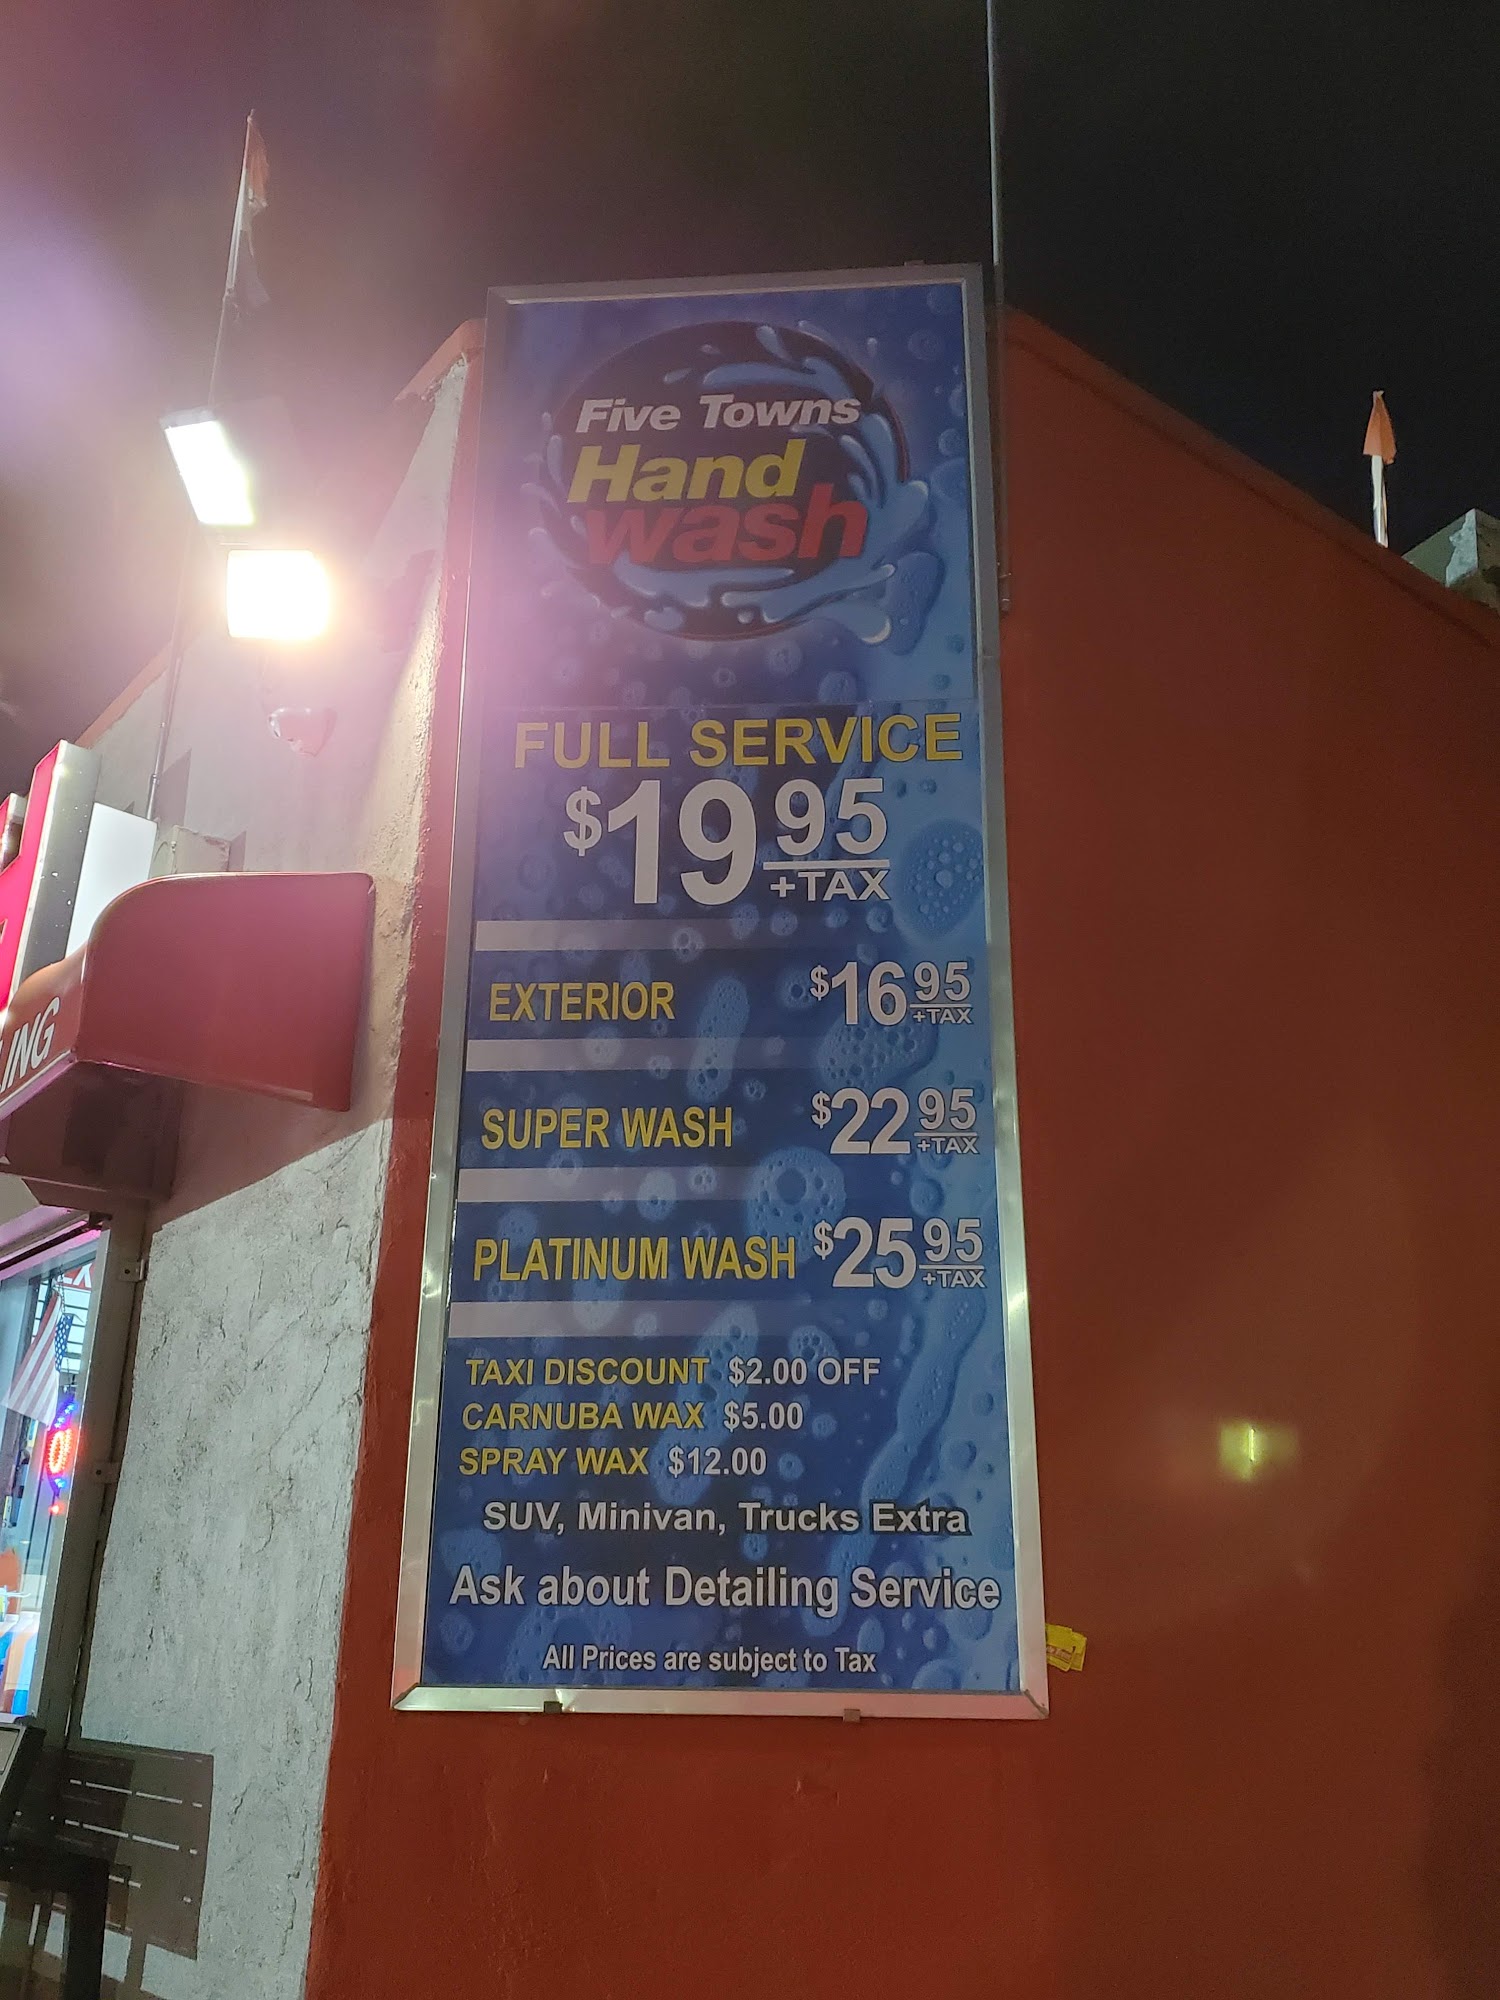 Five Towns
Hand
wash
FULL SERVICE
$19 95
+TAX
EXTERIOR $16 95
+TAX
SUPER WASH $22 95
+TAX
PLATINUM WASH $25 95
+TAX
TAXI DISCOUNT $2.00 OFF
CARNUBA WAX $5.00
SPRAY WAX $12.00
SUV, Minivan, Trucks Extra
Ask about Detailing Service
All Prices are subject to Tax